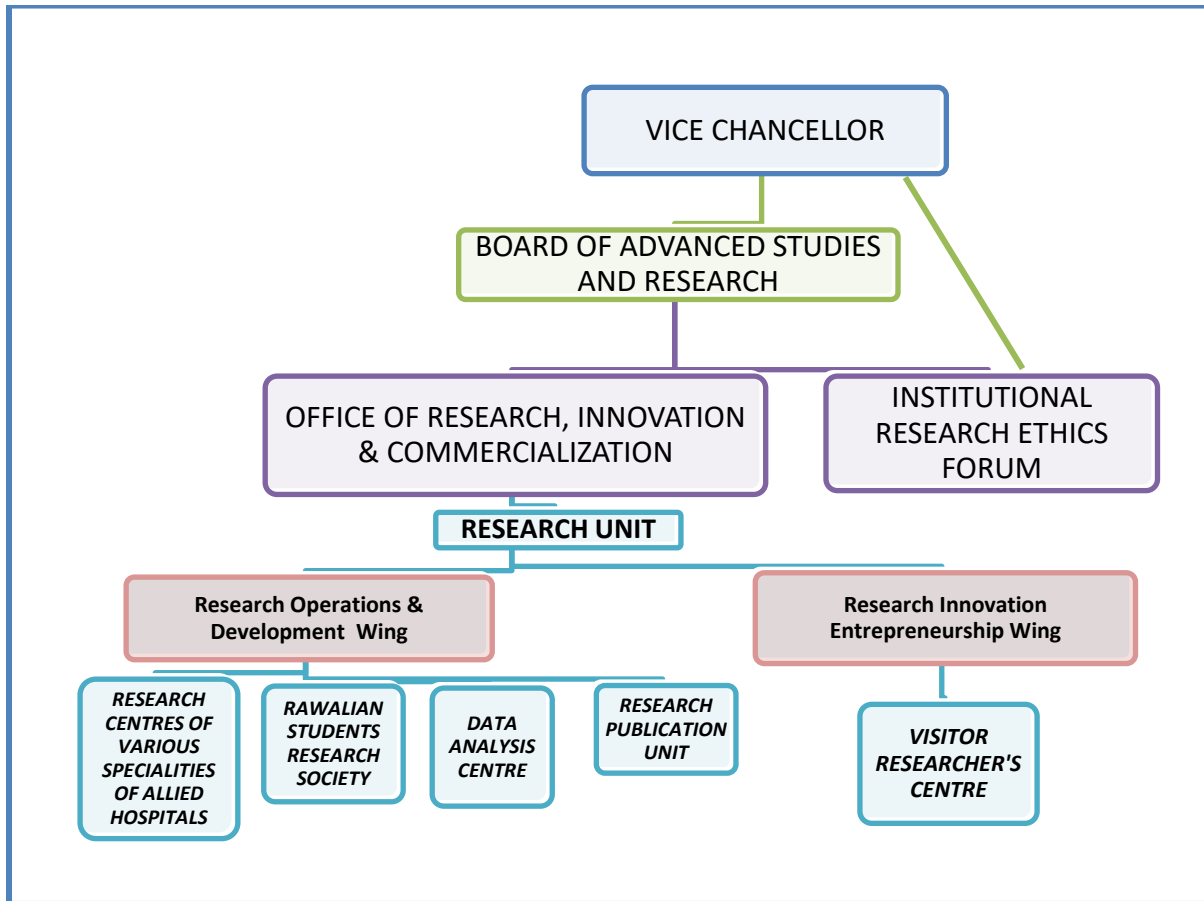 VICE CHANCELLOR
BOARD OF ADVANCED STUDIES
AND RESEARCH
OFFICE OF RESEARCH, INNOVATION
& COMMERCIALIZATION
INSTITUTIONAL
RESEARCH ETHICS
FORUM
RESEARCH UNIT
Research Operations &
Development Wing
Research Innovation
Entrepreneurship Wing
RESEARCH
CENTRES OF
VARIOUS
SPECIALITIES
OF ALLIED
HOSPITALS
RAWALIAN
STUDENTS
RESEARCH
SOCIETY
DATA
ANALYSIS
CENTRE
RESEARCH
PUBLICATION
UNIT
VISITOR
RESEARCHER'S
CENTRE